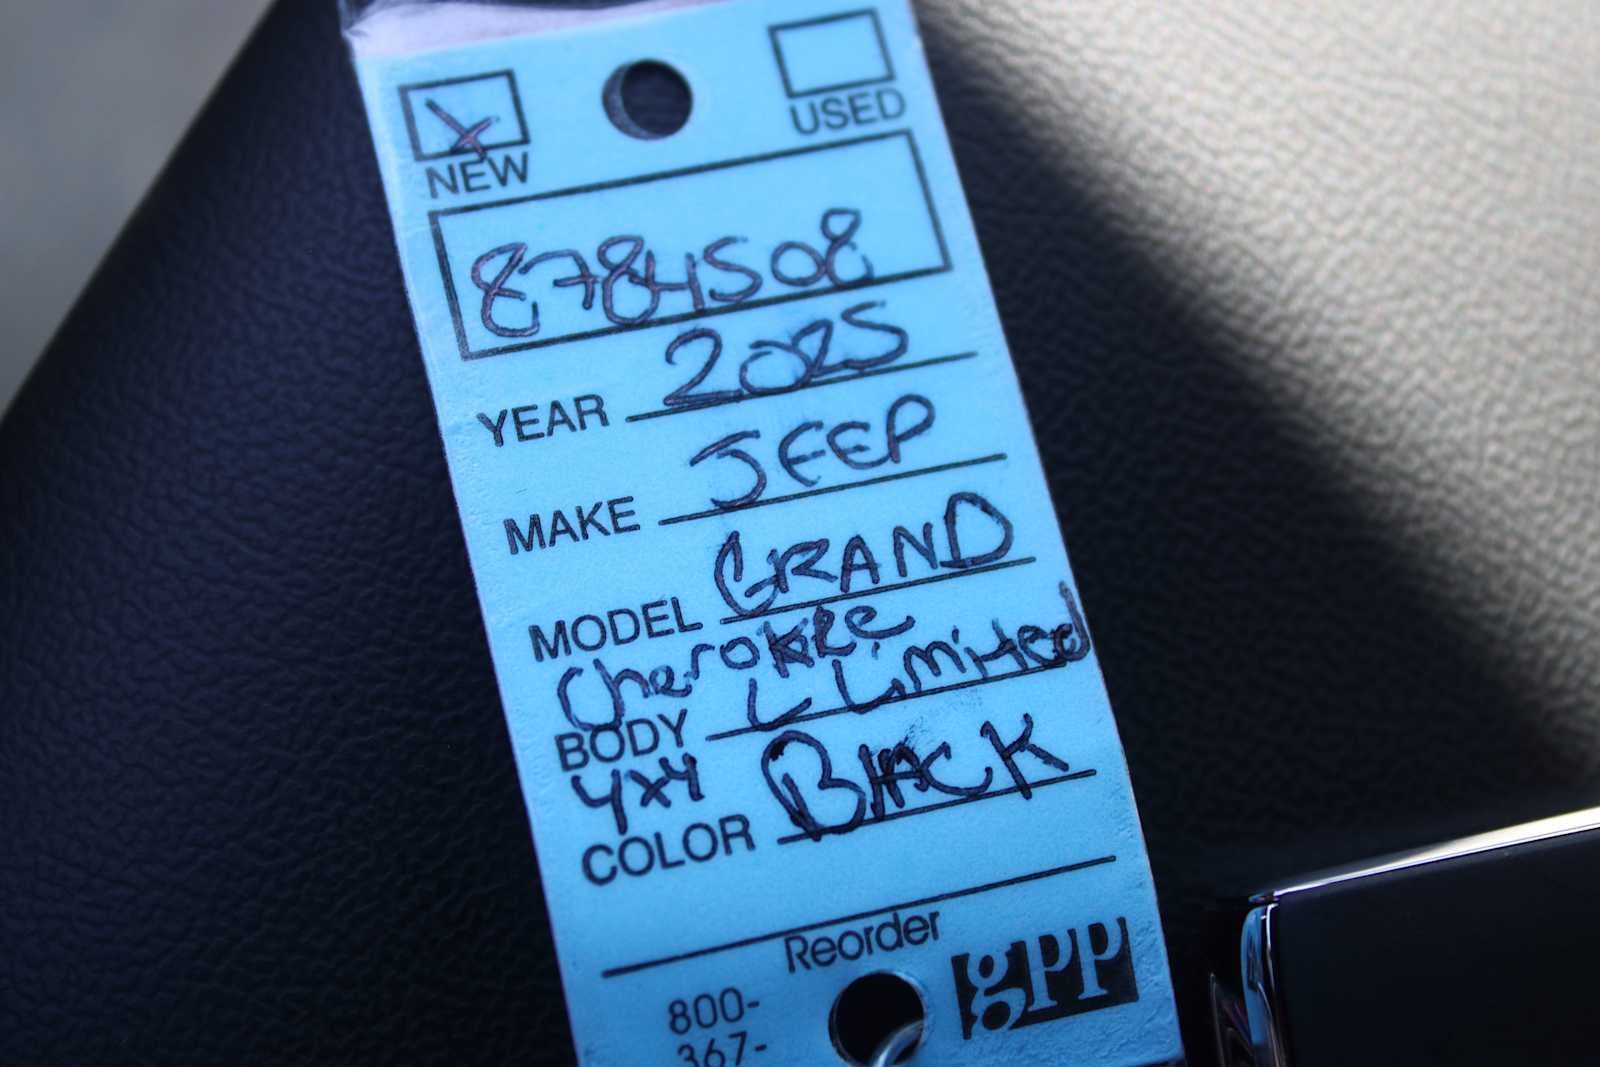 NEW USED
8784508
YEAR 2025
MAKE JEEP
MODEL GRAND
Cherokee
BODY L Limited
4x4
COLOR BlACK
Reorder
gpp
800-
367-